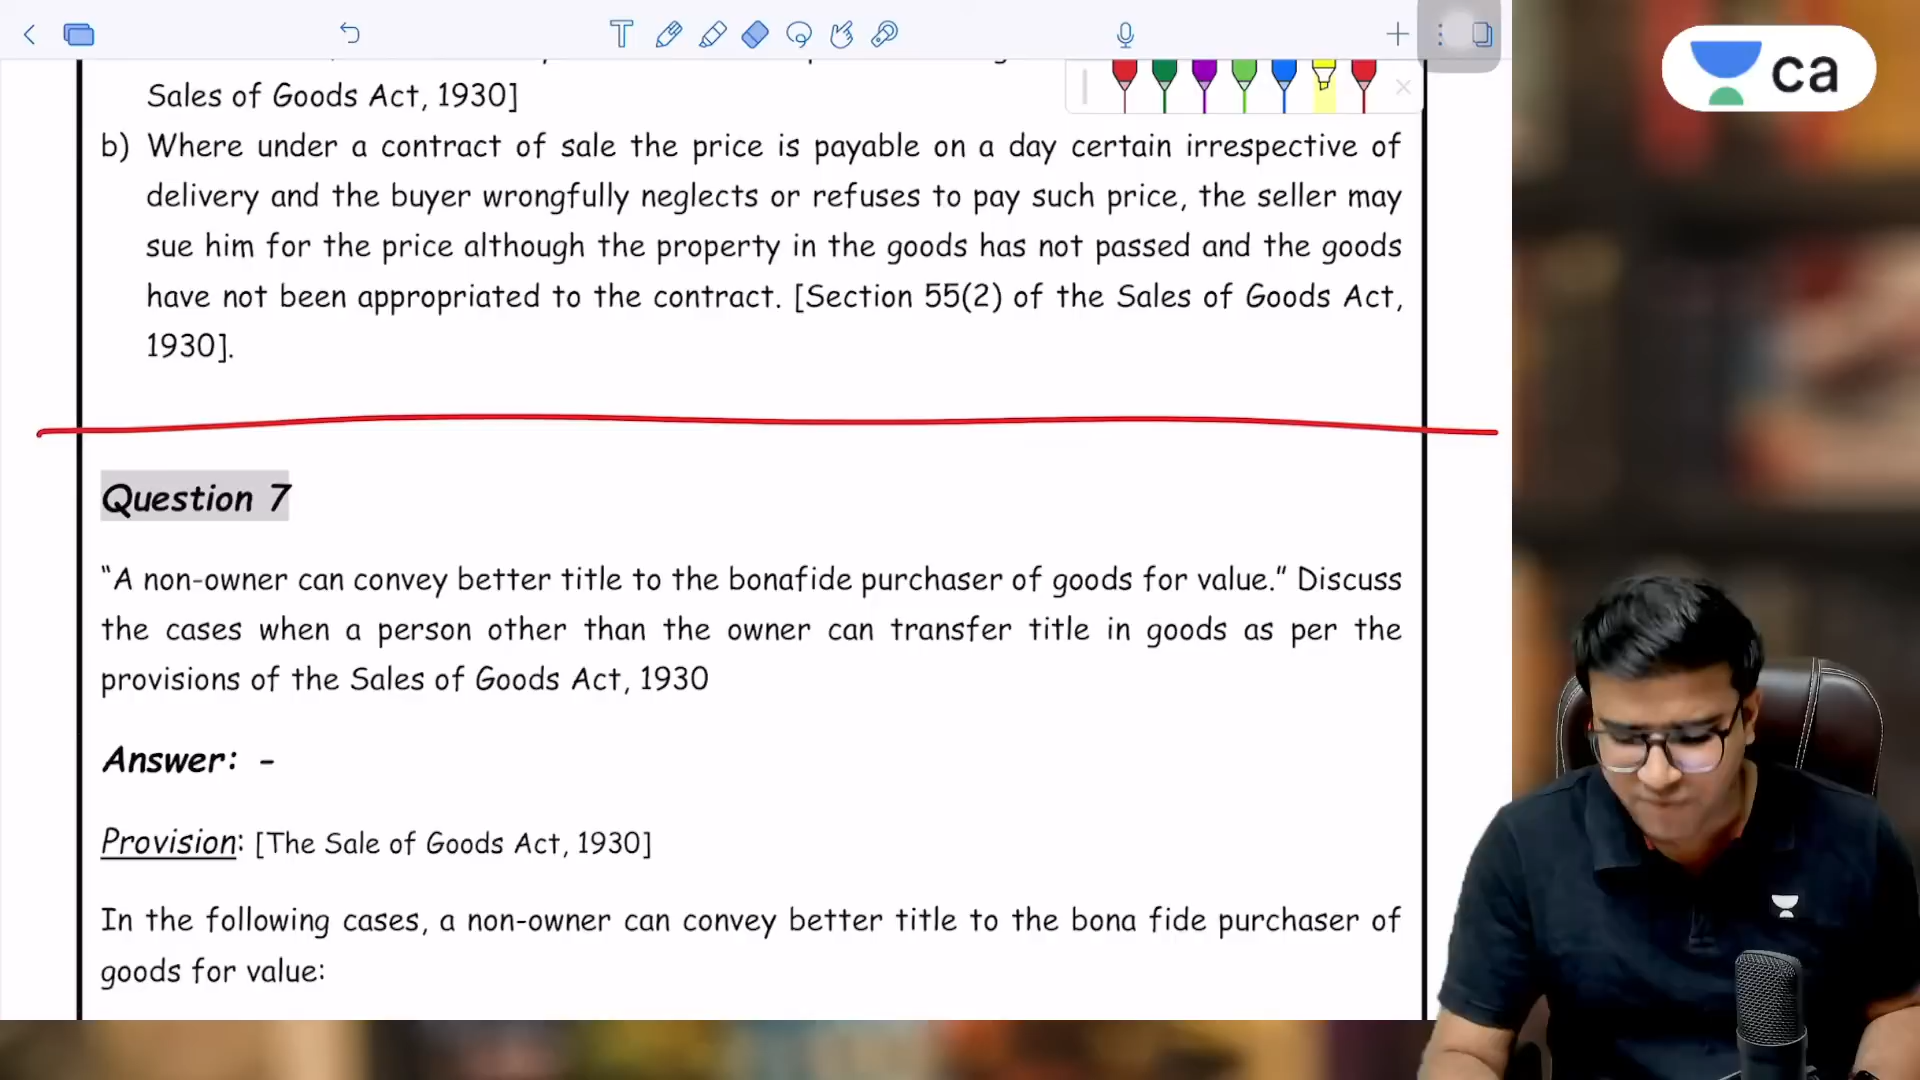 Sales of Goods Act, 1930]
ca
b) Where under a contract of sale the price is payable on a day certain irrespective of
delivery and the buyer wrongfully neglects or refuses to pay such price, the seller may
sue him for the price although the property in the goods has not passed and the goods
have not been appropriated to the contract. [Section 55(2) of the Sales of Goods Act,
1930].
Question 7
“A non-owner can convey better title to the bonafide purchaser of goods for value.” Discuss
the cases when a person other than the owner can transfer title in goods as per the
provisions of the Sales of Goods Act, 1930
Answer: -
Provision: [The Sale of Goods Act, 1930]
In the following cases, a non-owner can convey better title to the bona fide purchaser of
goods for value: